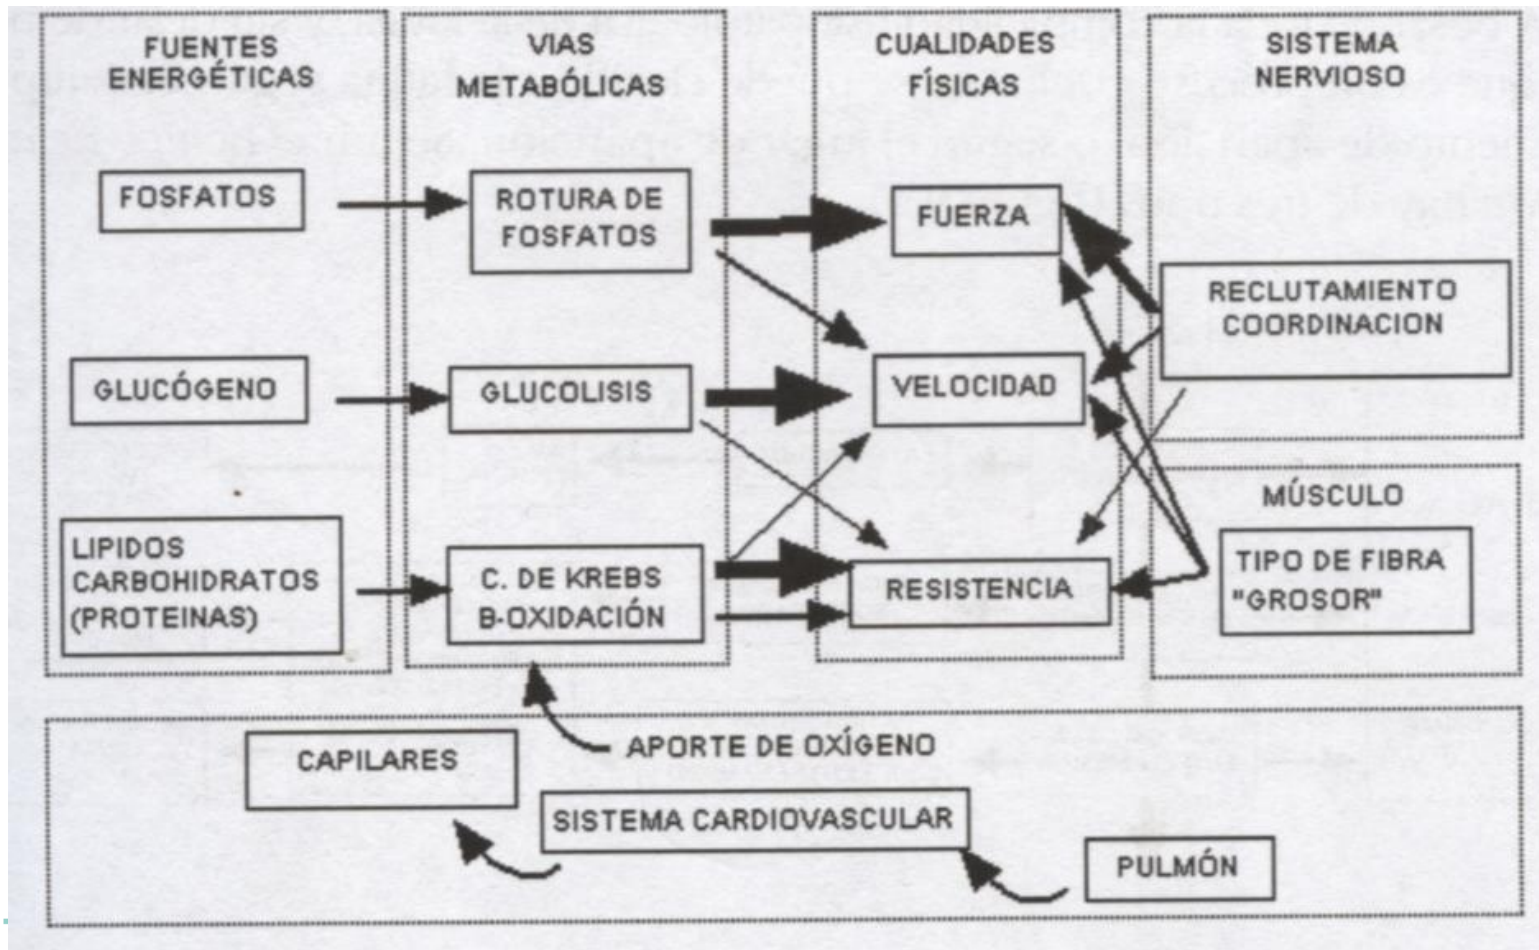 FUENTES
ENERGÉTICAS
VIAS
METABÓLICAS
CUALIDADES
FÍSICAS
SISTEMA
NERVIOSO
FOSFATOS
ROTURA DE
FOSFATOS
FUERZA
RECLUTAMIENTO
COORDINACION
GLUCÓGENO
GLUCOLISIS
VELOCIDAD
MÚSCULO
LIPIDOS
CARBOHIDRATOS
(PROTEINAS)
C. DE KREBS
B-OXIDACIÓN
RESISTENCIA
TIPO DE FIBRA
"GROSOR"
APORTE DE OXÍGENO
CAPILARES
SISTEMA CARDIOVASCULAR
PULMÓN